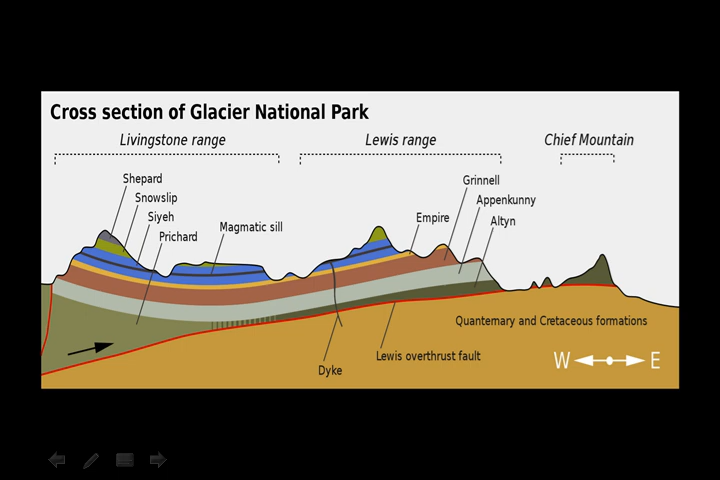 Cross section of Glacier National Park
Livingstone range
Lewis range
Chief Mountain
Shepard
Snowslip
Siyeh
Prichard
Magmatic sill
Grinnell
Appenkunny
Empire
Altyn
Quantemary and Cretaceous formations
Lewis overthrust fault
Dyke
W E